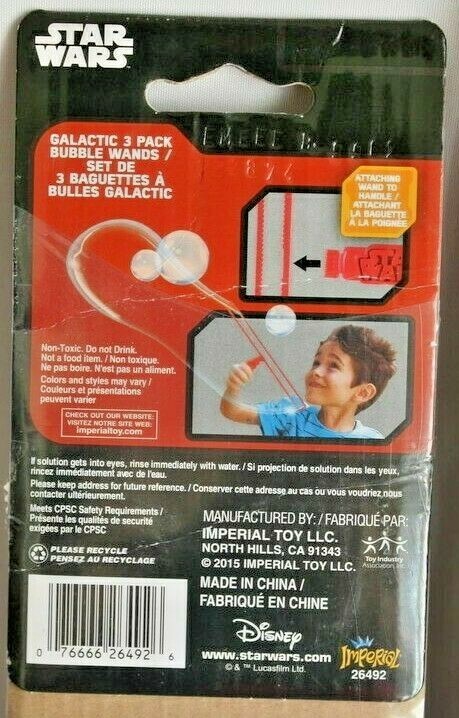 STAR
WARS
GALACTIC 3 PACK
BUBBLE WANDS /
SET DE
3 BAGUETTES À
BULLES GALACTIC
ATTACHING
WAND TO
HANDLE /
ATTACHANT
LA BAGUETTE
À LA POIGNÉE
STAR
WARS
Non-Toxic. Do not Drink.
Not a food item. / Non toxique.
Ne pas boire. N'est pas un aliment.
Colors and styles may vary /
Couleurs et présentations
peuvent varier
CHECK OUT OUR WEBSITE:
VISITEZ NOTRE SITE WEB:
imperialtoy.com
If solution gets into eyes, rinse immediately with water. / Si projection de solution dans les yeux,
rincez immédiatement avec de l'eau.
Please keep address for future reference. / Conserver cette adresse au cas où vous voudriez nous
contacter ultérieurement.
Meets CPSC Safety Requirements /
Présente les qualités de securité
exigées par le CPSC
PLEASE RECYCLE
PENSEZ AU RECYCLAGE
MANUFACTURED BY: / FABRIQUÉ PAR:
IMPERIAL TOY LLC.
NORTH HILLS, CA 91343
© 2015 IMPERIAL TOY LLC.
Toy Industry
Association, Inc.
MADE IN CHINA /
FABRIQUÉ EN CHINE
0 76666 26492 6
Disney
www.starwars.com
© & ™ Lucasfilm Ltd.
IMPERIAL
26492